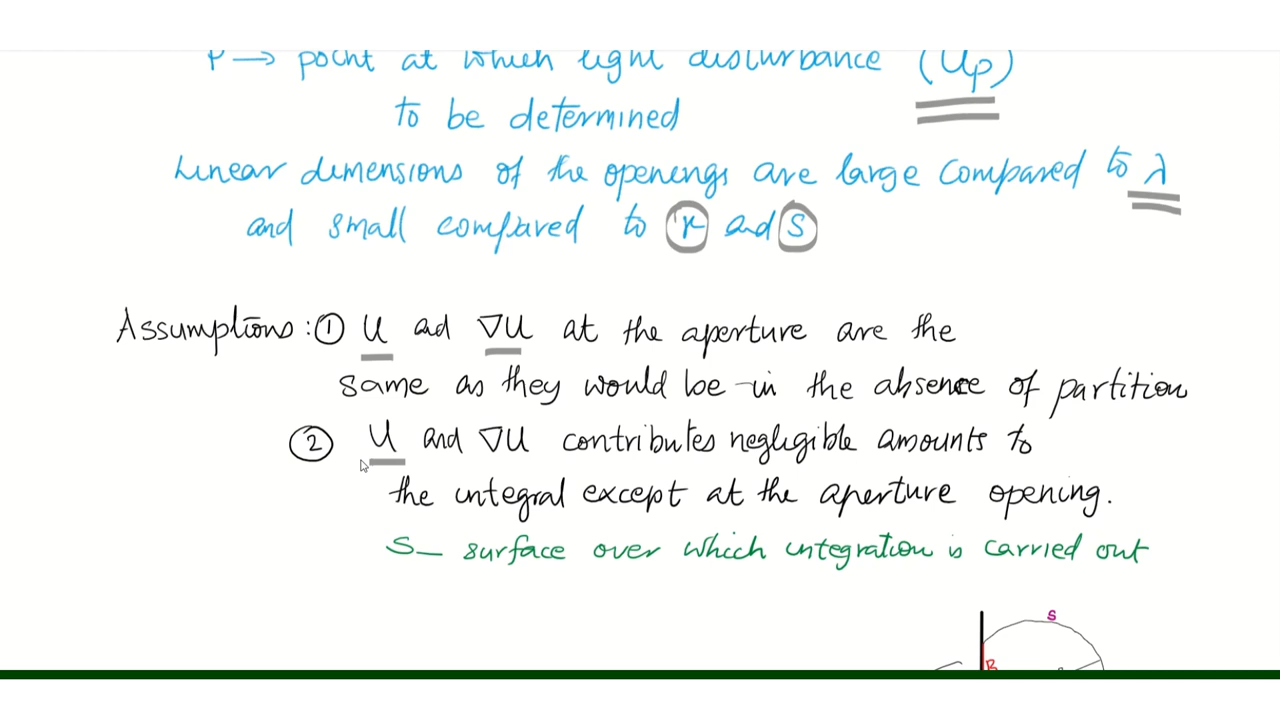 P → point at which light disturbance (Up)
to be determined
Linear dimensions of the openings are large compared to λ
and small compared to r and s
Assumptions: ① U and ∇U at the aperture are the
same as they would be in the absence of partition
② U and ∇U contributes negligible amounts to
the integral except at the aperture opening.
S – surface over which integration is carried out
S
B